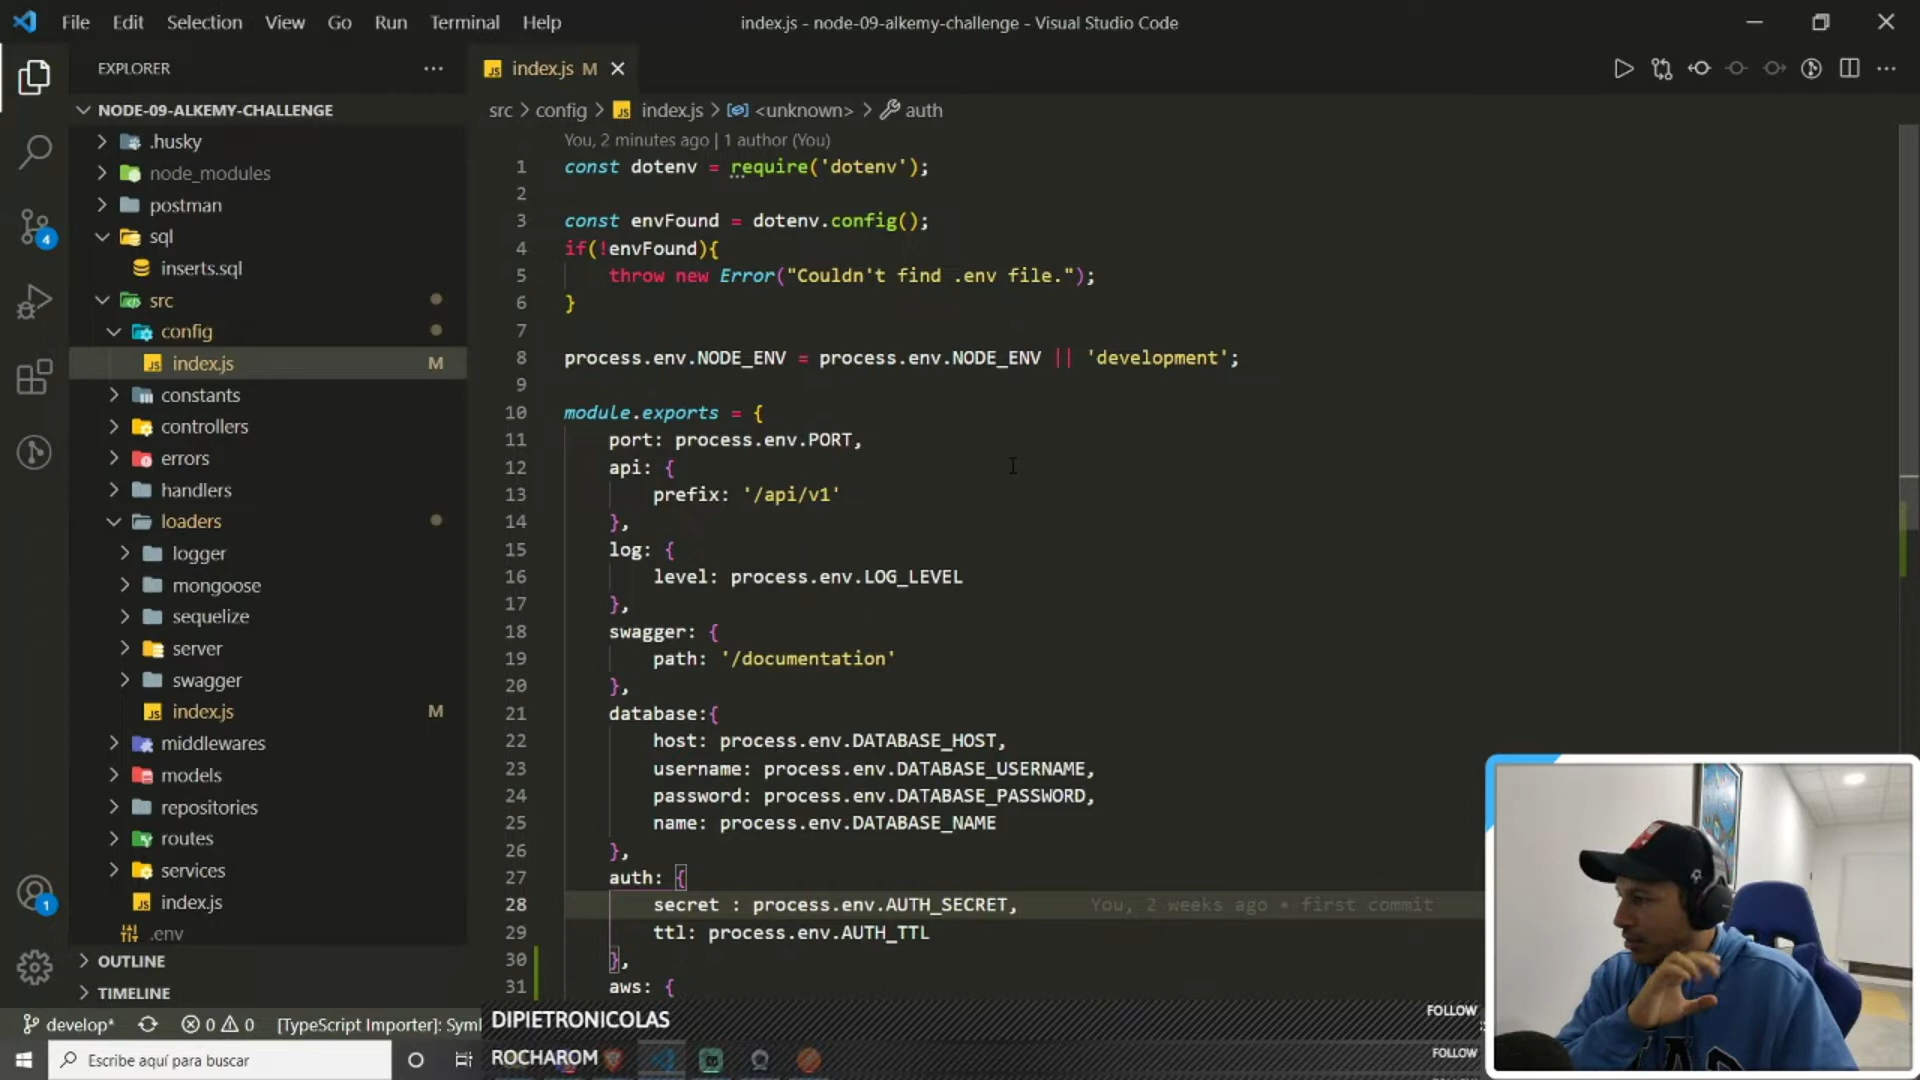 File Edit Selection View Go Run Terminal Help
index.js - node-09-alkemy-challenge - Visual Studio Code
EXPLORER
NODE-09-ALKEMY-CHALLENGE
.husky
node_modules
postman
sql
inserts.sql
src
config
index.js M
constants
controllers
errors
handlers
loaders
logger
mongoose
sequelize
server
swagger
index.js M
middlewares
models
repositories
routes
services
index.js
.env
OUTLINE
TIMELINE
4
1
index.js M
src > config > index.js > <unknown> > auth
You, 2 minutes ago | 1 author (You)
1 const dotenv = require('dotenv');
2
3 const envFound = dotenv.config();
4 if(!envFound){
5 throw new Error("Couldn't find .env file.");
6 }
7
8 process.env.NODE_ENV = process.env.NODE_ENV || 'development';
9
10 module.exports = {
11 port: process.env.PORT,
12 api: {
13 prefix: '/api/v1'
14 },
15 log: {
16 level: process.env.LOG_LEVEL
17 },
18 swagger: {
19 path: '/documentation'
20 },
21 database:{
22 host: process.env.DATABASE_HOST,
23 username: process.env.DATABASE_USERNAME,
24 password: process.env.DATABASE_PASSWORD,
25 name: process.env.DATABASE_NAME
26 },
27 auth: {
28 secret : process.env.AUTH_SECRET, You, 2 weeks ago • first commit
29 ttl: process.env.AUTH_TTL
30 },
31 aws: {
develop* 0 0 [TypeScript Importer]: Symb
DIPIETRONICOLAS FOLLOW
ROCHAROM FOLLOW
Escribe aquí para buscar